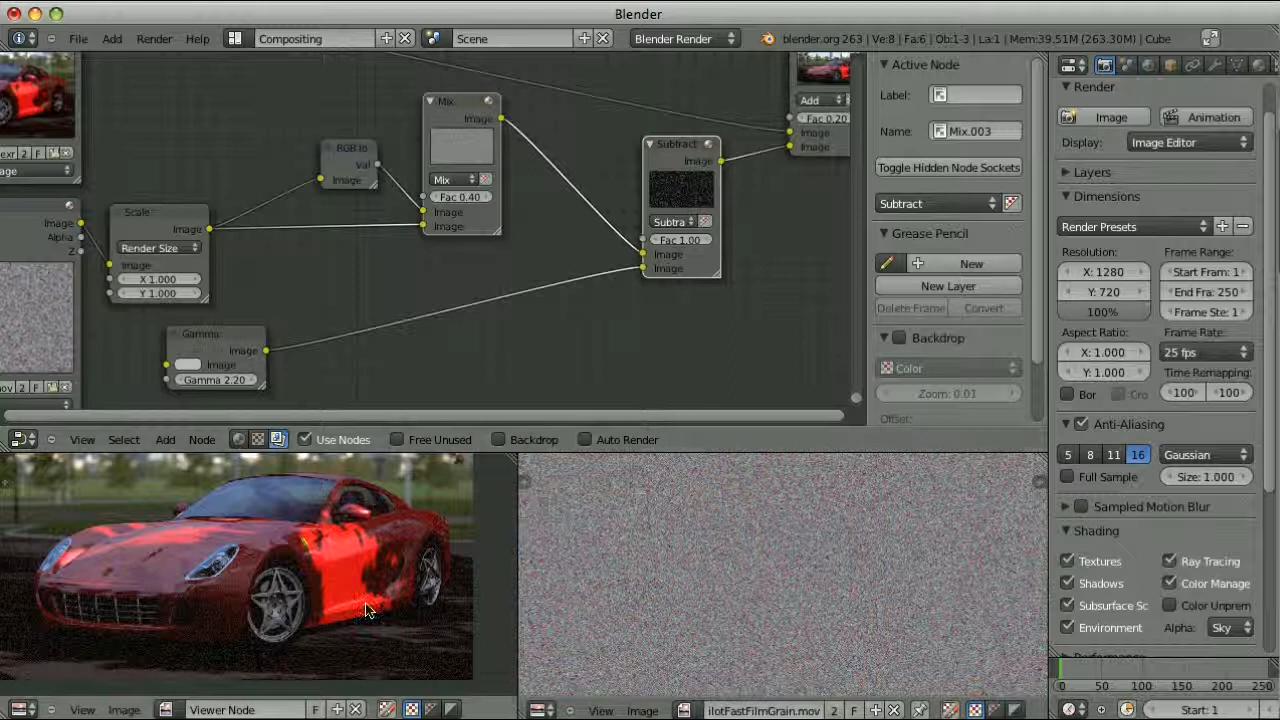 Blender
File Add Render Help Compositing Scene Blender Render blender.org 263 | Ve:8 | Fa:6 | Ob:1-3 | La:1 | Mem:39.51M (263.30M) | Cube
exr 2 F
age
Image
Alpha
Z
nov 2 F
Scale
Image
Render Size
Image
X 1.000
Y 1.000
Gamma
Image
Image
Gamma 2.20
RGB to
Val
Image
Mix
Image
Mix
Fac 0.40
Image
Image
Subtract
Image
Subtra
Fac 1.00
Image
Image
Add
Fac 0.20
Image
Image
View Select Add Node Use Nodes Free Unused Backdrop Auto Render
Active Node
Label:
Name: Mix.003
Toggle Hidden Node Sockets
Subtract
Grease Pencil
New
New Layer
Delete Frame Convert
Backdrop
Color
Zoom: 0.01
Offset:
Render
Image Animation
Display: Image Editor
Layers
Dimensions
Render Presets
Resolution: Frame Range:
X: 1280 Start Fram: 1
Y: 720 End Fra: 250
100% Frame Ste: 1
Aspect Ratio: Frame Rate:
X: 1.000 25 fps
Y: 1.000 Time Remapping:
Bor Cro 100 100
Anti-Aliasing
5 8 11 16 Gaussian
Full Sample Size: 1.000
Sampled Motion Blur
Shading
Textures Ray Tracing
Shadows Color Manage
Subsurface Sc Color Unprem
Environment Alpha: Sky
0 50 100 150 200 250
View Image Viewer Node F
View Image ilotFastFilmGrain.mov 2 F
Start: 1